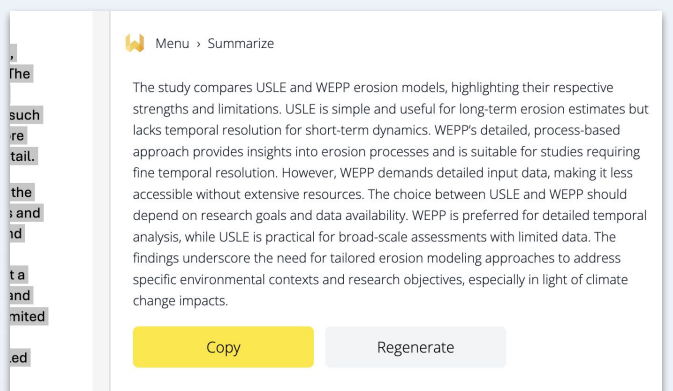 ,
The
such
re
tail.
the
s and
nd
t a
and
mited
led
Menu › Summarize
The study compares USLE and WEPP erosion models, highlighting their respective
strengths and limitations. USLE is simple and useful for long-term erosion estimates but
lacks temporal resolution for short-term dynamics. WEPP's detailed, process-based
approach provides insights into erosion processes and is suitable for studies requiring
fine temporal resolution. However, WEPP demands detailed input data, making it less
accessible without extensive resources. The choice between USLE and WEPP should
depend on research goals and data availability. WEPP is preferred for detailed temporal
analysis, while USLE is practical for broad-scale assessments with limited data. The
findings underscore the need for tailored erosion modeling approaches to address
specific environmental contexts and research objectives, especially in light of climate
change impacts.
Copy
Regenerate